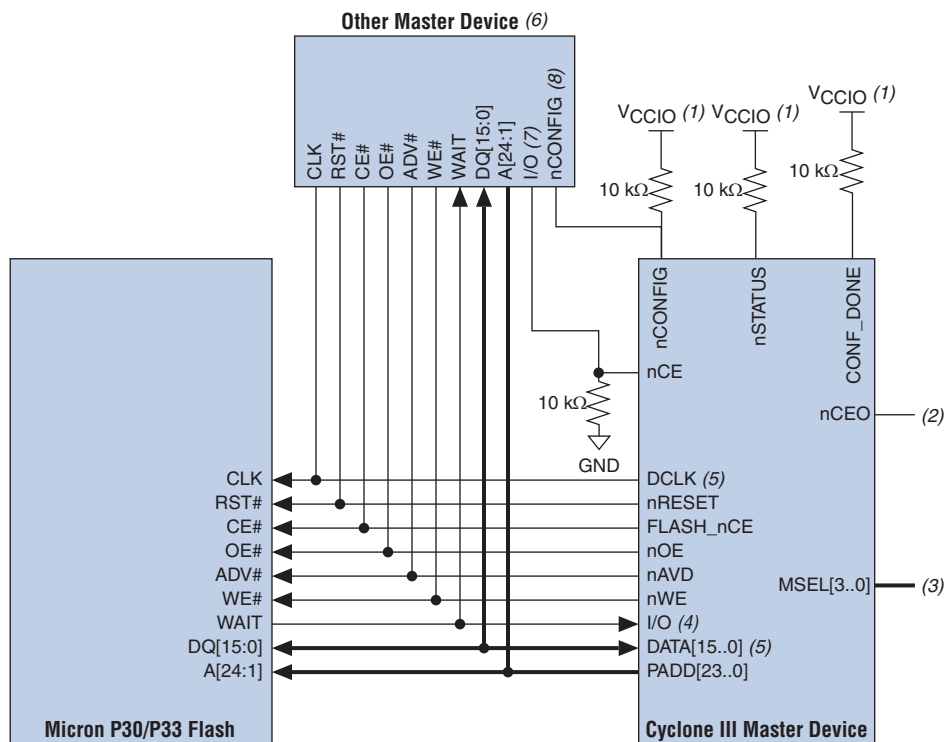 Other Master Device (6)
CLK
RST#
CE#
OE#
ADV#
WE#
WAIT
DQ[15:0]
A[24:1]
I/O (7)
nCONFIG (8)
VCCIO (1)
VCCIO (1)
VCCIO (1)
10 kΩ
10 kΩ
10 kΩ
nCONFIG
nSTATUS
CONF_DONE
nCE
10 kΩ
GND
nCEO
(2)
CLK
DCLK (5)
RST#
nRESET
CE#
FLASH_nCE
OE#
nOE
ADV#
nAVD
MSEL[3..0]
(3)
WE#
nWE
WAIT
I/O (4)
DQ[15:0]
DATA[15..0] (5)
A[24:1]
PADD[23..0]
Micron P30/P33 Flash
Cyclone III Master Device